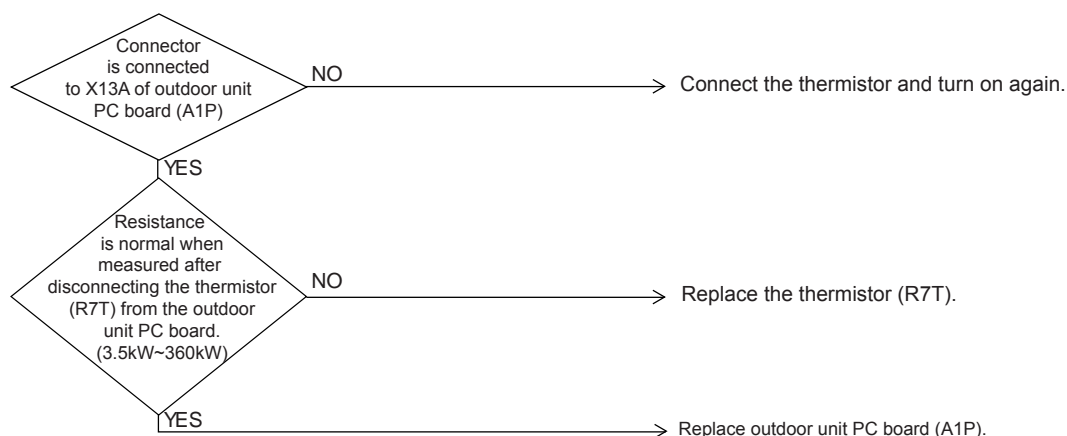 Connector
is connected
to X13A of outdoor unit
PC board (A1P)
NO
Connect the thermistor and turn on again.
YES
Resistance
is normal when
measured after
disconnecting the thermistor
(R7T) from the outdoor
unit PC board.
(3.5kW~360kW)
NO
Replace the thermistor (R7T).
YES
Replace outdoor unit PC board (A1P).